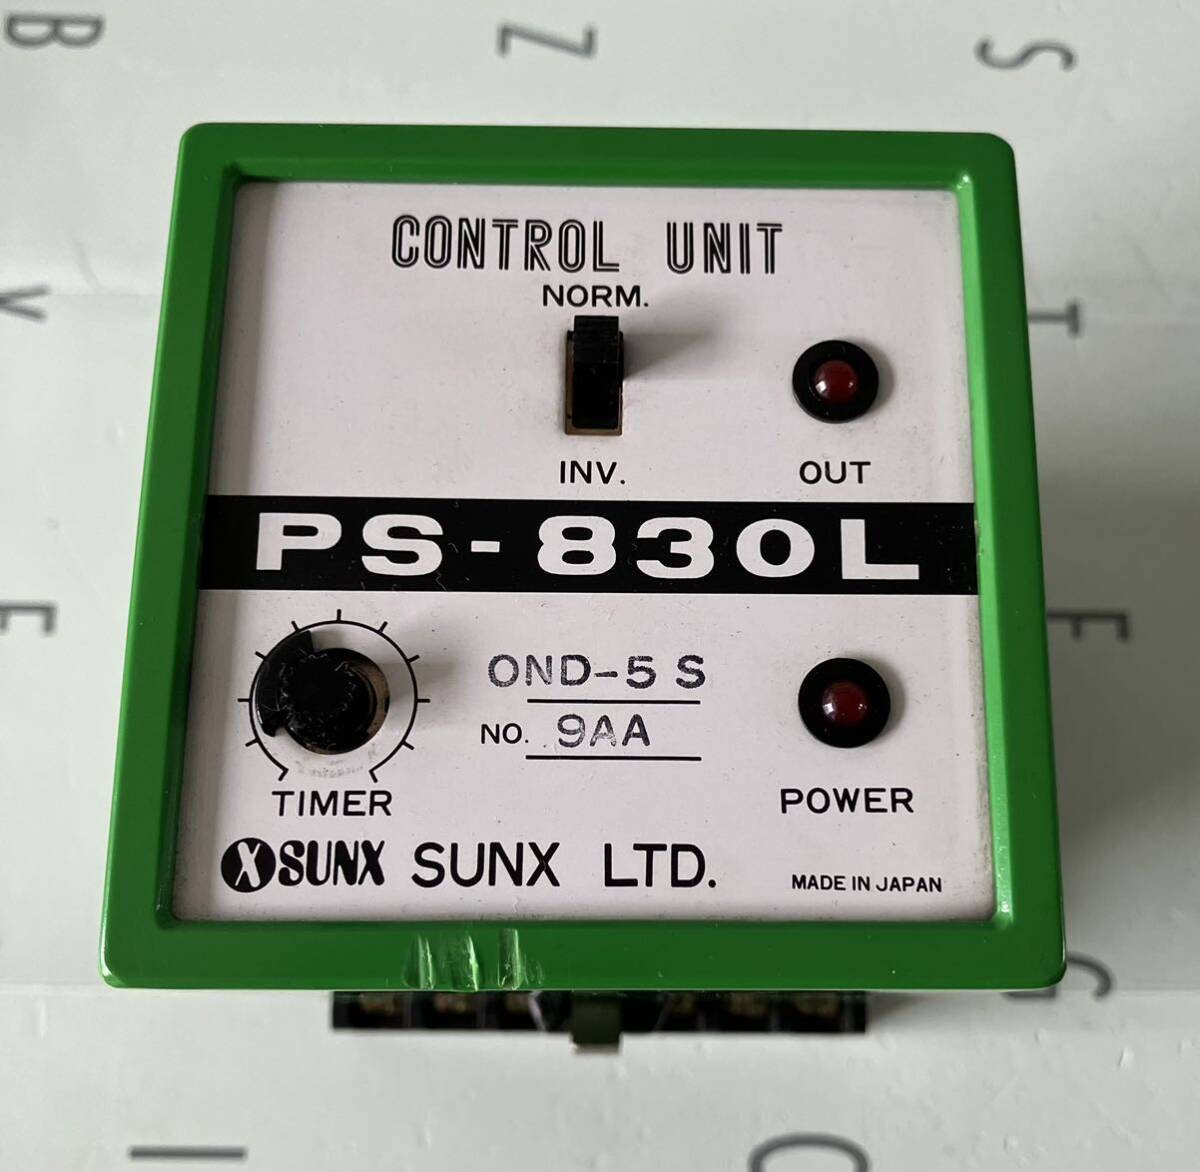 B Z S
CONTROL UNIT
NORM.
INV.
OUT
T
PS-830L
E
E
OND-5 S
NO. 9AA
TIMER
POWER
X SUNX SUNX LTD.
MADE IN JAPAN
I